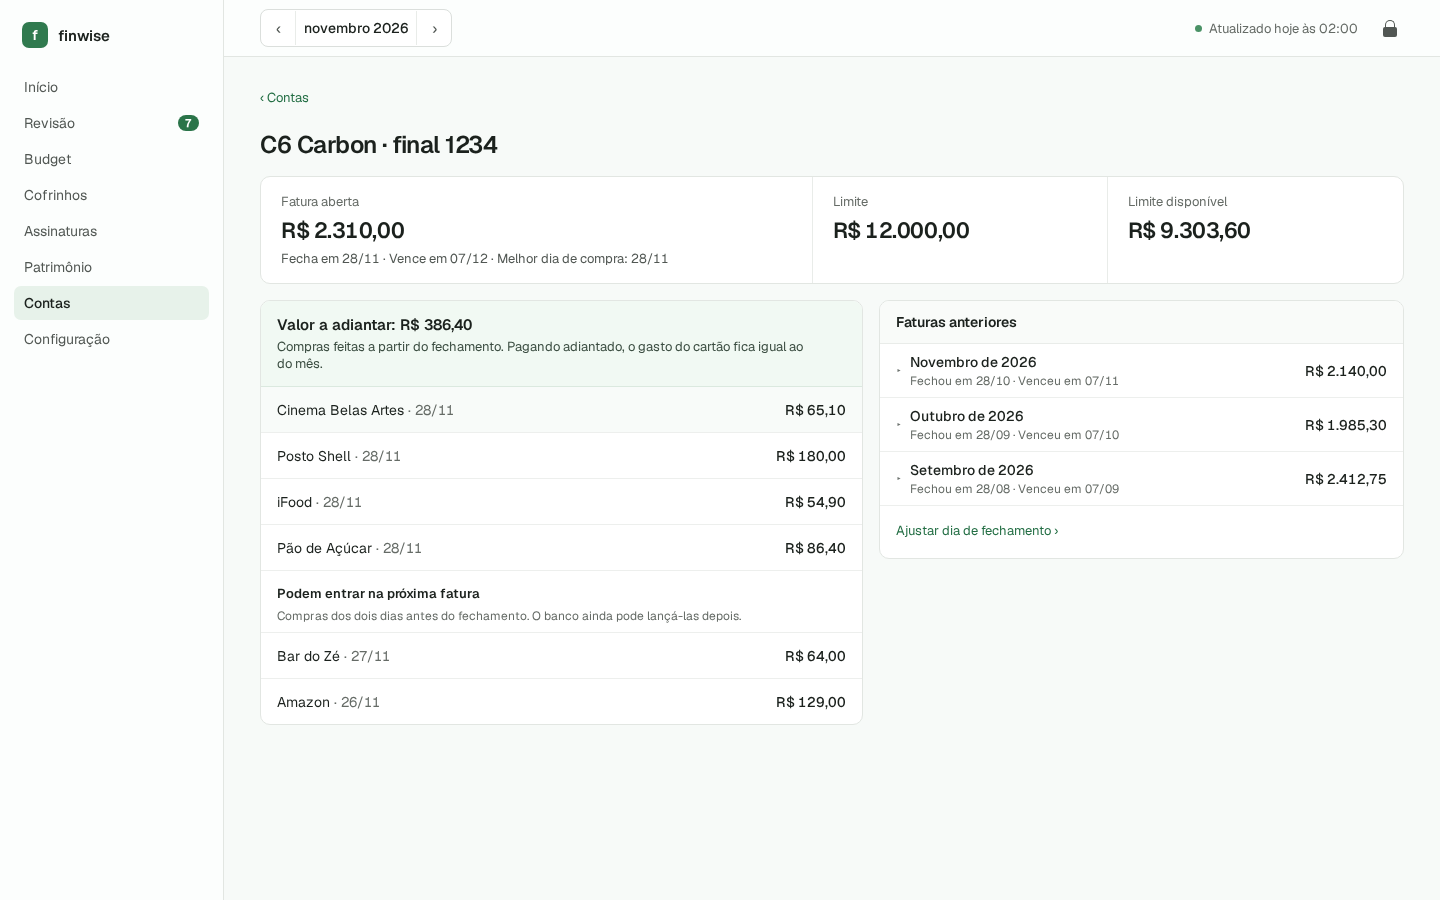 f finwise
Início
Revisão 7
Budget
Cofrinhos
Assinaturas
Patrimônio
Contas
Configuração
‹ novembro 2026 ›
Atualizado hoje às 02:00
‹ Contas
C6 Carbon · final 1234
Fatura aberta
R$ 2.310,00
Fecha em 28/11 · Vence em 07/12 · Melhor dia de compra: 28/11
Limite
R$ 12.000,00
Limite disponível
R$ 9.303,60
Valor a adiantar: R$ 386,40
Compras feitas a partir do fechamento. Pagando adiantado, o gasto do cartão fica igual ao
do mês.
Cinema Belas Artes · 28/11 R$ 65,10
Posto Shell · 28/11 R$ 180,00
iFood · 28/11 R$ 54,90
Pão de Açúcar · 28/11 R$ 86,40
Podem entrar na próxima fatura
Compras dos dois dias antes do fechamento. O banco ainda pode lançá-las depois.
Bar do Zé · 27/11 R$ 64,00
Amazon · 26/11 R$ 129,00
Faturas anteriores
Novembro de 2026
Fechou em 28/10 · Venceu em 07/11
R$ 2.140,00
Outubro de 2026
Fechou em 28/09 · Venceu em 07/10
R$ 1.985,30
Setembro de 2026
Fechou em 28/08 · Venceu em 07/09
R$ 2.412,75
Ajustar dia de fechamento ›